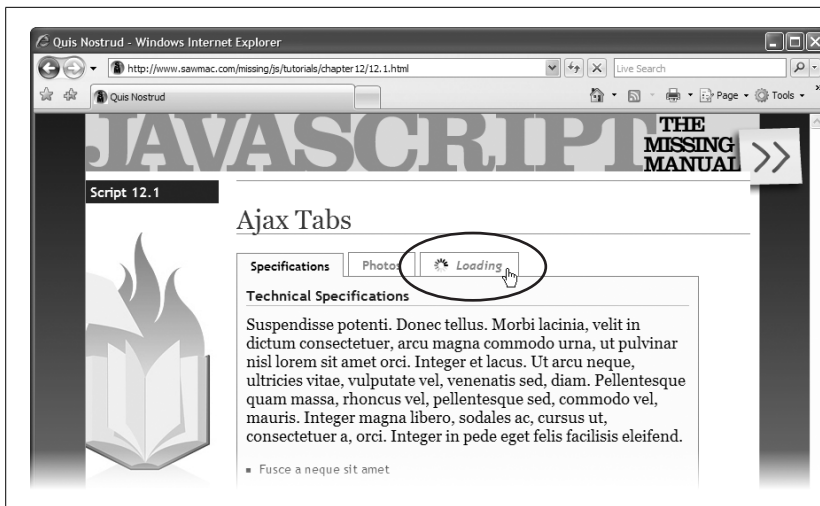 Quis Nostrud - Windows Internet Explorer
http://www.sawmac.com/missing/js/tutorials/chapter12/12.1.html
Live Search
Quis Nostrud
Page
Tools
JAVASCRIPT
THE
MISSING
MANUAL
Script 12.1
Ajax Tabs
Specifications
Photos
Loading
Technical Specifications
Suspendisse potenti. Donec tellus. Morbi lacinia, velit in
dictum consectetuer, arcu magna commodo urna, ut pulvinar
nisl lorem sit amet orci. Integer et lacus. Ut arcu neque,
ultricies vitae, vulputate vel, venenatis sed, diam. Pellentesque
quam massa, rhoncus vel, pellentesque sed, commodo vel,
mauris. Integer magna libero, sodales ac, cursus ut,
consectetuer a, orci. Integer in pede eget felis facilisis eleifend.
Fusce a neque sit amet